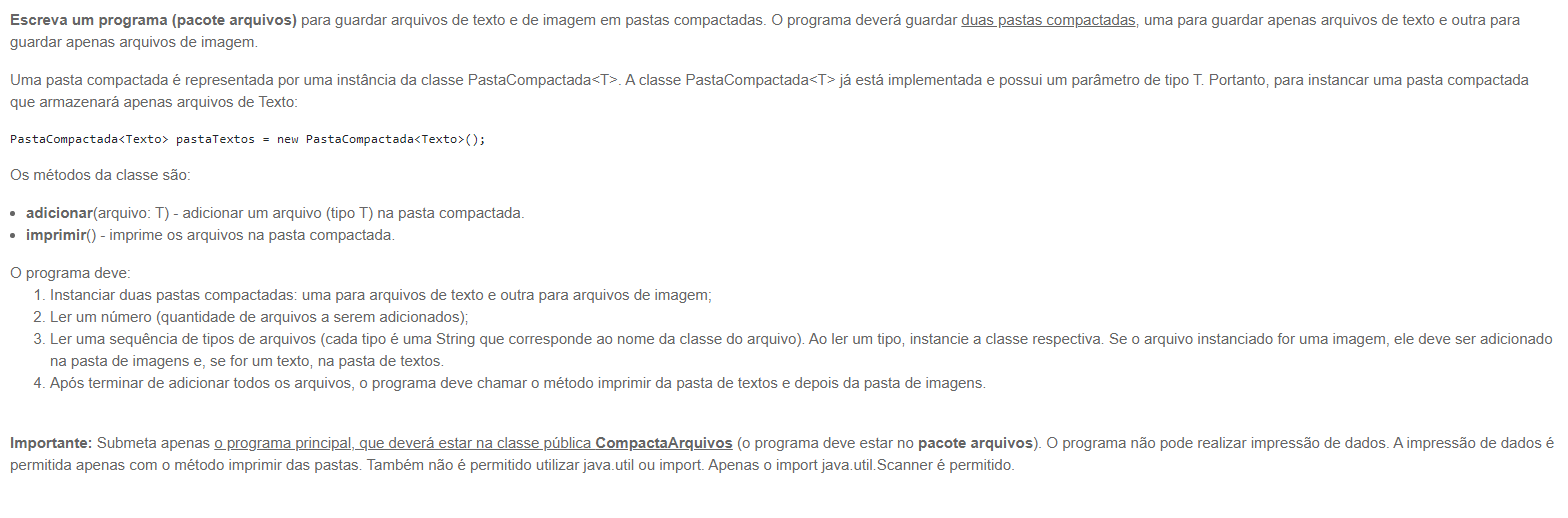 Escreva um programa (pacote arquivos) para guardar arquivos de texto e de imagem em pastas compactadas. O programa deverá guardar duas pastas compactadas, uma para guardar apenas arquivos de texto e outra para
guardar apenas arquivos de imagem.
Uma pasta compactada é representada por uma instância da classe PastaCompactada<T>. A classe PastaCompactada<T> já está implementada e possui um parâmetro de tipo T. Portanto, para instancar uma pasta compactada
que armazenará apenas arquivos de Texto:
PastaCompactada<Texto> pastaTextos = new PastaCompactada<Texto>();
Os métodos da classe são:
• adicionar(arquivo: T) - adicionar um arquivo (tipo T) na pasta compactada.
• imprimir() - imprime os arquivos na pasta compactada.
O programa deve:
1. Instanciar duas pastas compactadas: uma para arquivos de texto e outra para arquivos de imagem;
2. Ler um número (quantidade de arquivos a serem adicionados);
3. Ler uma sequência de tipos de arquivos (cada tipo é uma String que corresponde ao nome da classe do arquivo). Ao ler um tipo, instancie a classe respectiva. Se o arquivo instanciado for uma imagem, ele deve ser adicionado
na pasta de imagens e, se for um texto, na pasta de textos.
4. Após terminar de adicionar todos os arquivos, o programa deve chamar o método imprimir da pasta de textos e depois da pasta de imagens.
Importante: Submeta apenas o programa principal, que deverá estar na classe pública CompactaArquivos (o programa deve estar no pacote arquivos). O programa não pode realizar impressão de dados. A impressão de dados é
permitida apenas com o método imprimir das pastas. Também não é permitido utilizar java.util ou import. Apenas o import java.util.Scanner é permitido.